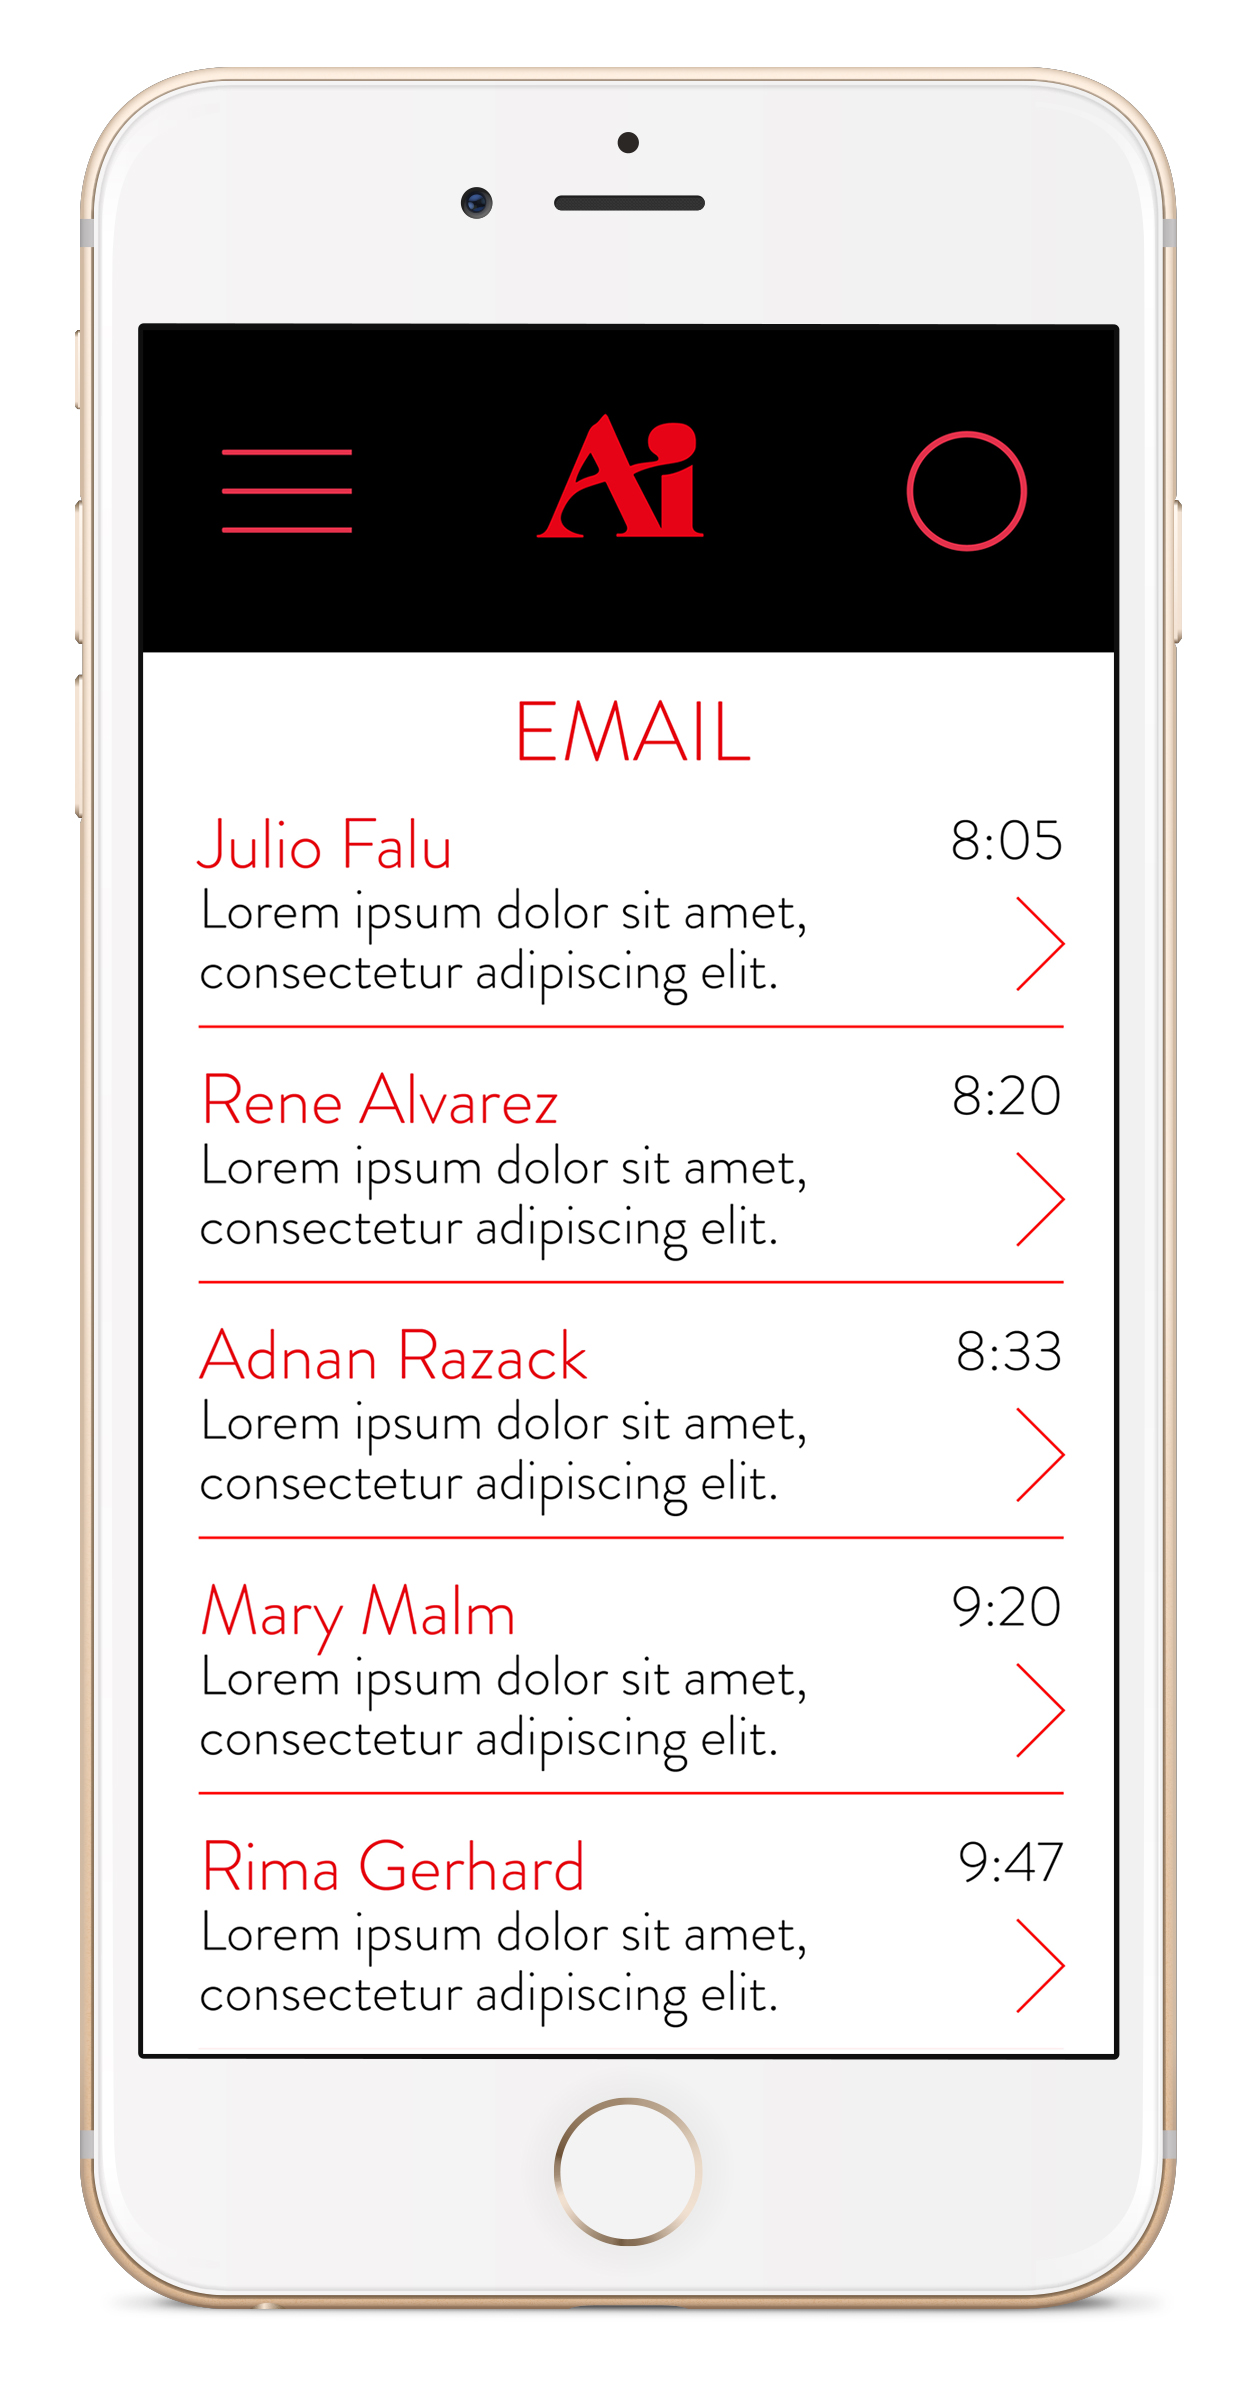 Ai
EMAIL
Julio Falu 8:05
Lorem ipsum dolor sit amet,
consectetur adipiscing elit.
Rene Alvarez 8:20
Lorem ipsum dolor sit amet,
consectetur adipiscing elit.
Adnan Razack 8:33
Lorem ipsum dolor sit amet,
consectetur adipiscing elit.
Mary Malm 9:20
Lorem ipsum dolor sit amet,
consectetur adipiscing elit.
Rima Gerhard 9:47
Lorem ipsum dolor sit amet,
consectetur adipiscing elit.